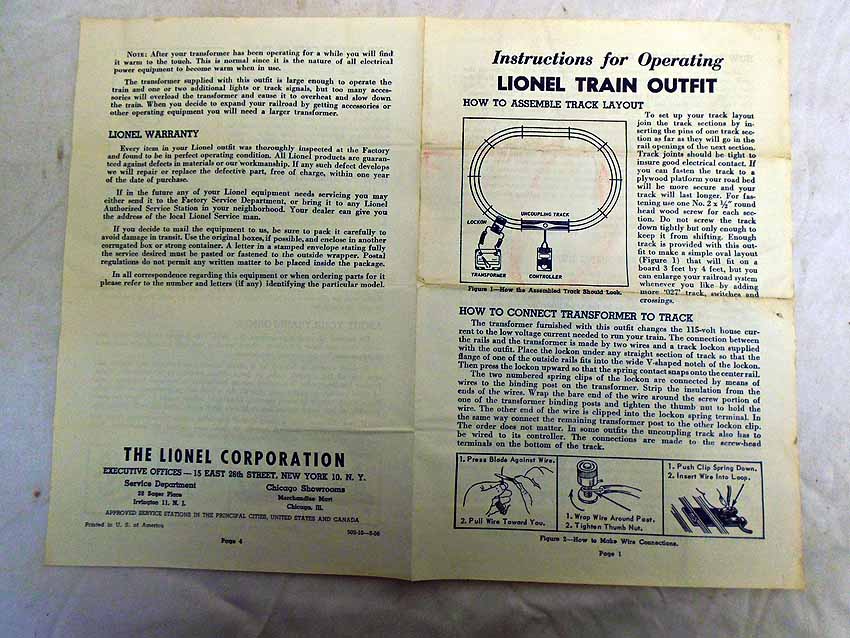 NOTE: After your transformer has been operating for a while you will find
it warm to the touch. This is normal since it is the nature of all electrical
power equipment to become warm when in use.
The transformer supplied with this outfit is large enough to operate the
train and one or two additional lights or track signals, but too many acces-
sories will overload the transformer and cause it to overheat and slow down
the train. When you decide to expand your railroad by getting accessories or
other operating equipment you will need a larger transformer.
LIONEL WARRANTY
Every item in your Lionel outfit was thoroughly inspected at the Factory
and found to be in perfect operating condition. All Lionel products are guaran-
teed against defects in materials or our workmanship. If any such defect develops
we will repair or replace the defective part, free of charge, within one year
of the date of purchase.
If in the future any of your Lionel equipment needs servicing you may
either send it to the Factory Service Department, or bring it to any Lionel
Authorized Service Station in your neighborhood. Your dealer can give you
the address of the local Lionel Service man.
If you decide to mail the equipment to us, be sure to pack it carefully to
avoid damage in transit. Use the original boxes, if possible, and enclose in another
corrugated box or strong container. A letter in a stamped envelope stating fully
the service desired must be pasted or fastened to the outside wrapper. Postal
regulations do not permit any written matter to be placed inside the package.
In all correspondence regarding this equipment or when ordering parts for it
please refer to the number and letters (if any) identifying the particular model.
THE LIONEL CORPORATION
EXECUTIVE OFFICES — 15 EAST 26th STREET, NEW YORK 10, N. Y.
Service Department
28 Sager Place
Irvington 11, N. J.
Chicago Showrooms
Merchandise Mart
Chicago, Ill.
APPROVED SERVICE STATIONS IN THE PRINCIPAL CITIES, UNITED STATES AND CANADA
Printed in U. S. of America
Page 4
Instructions for Operating
LIONEL TRAIN OUTFIT
HOW TO ASSEMBLE TRACK LAYOUT
LOCKON
UNCOUPLING TRACK
TRANSFORMER
CONTROLLER
Figure 1—How the Assembled Track Should Look.
To set up your track layout
join the track sections by in-
serting the pins of one track sec-
tion as far as they will go in the
rail openings of the next section.
Track joints should be tight to
insure good electrical contact. If
you can fasten the track to a
plywood platform your road bed
will be more secure and your
track will last longer. For fas-
tening use one No. 2 x ½" round
head wood screw for each sec-
tion. Do not screw the track
down tightly but only enough to
keep it from shifting. Enough
track is provided with this out-
fit to make a simple oval layout
(Figure 1) that will fit on a
board 3 feet by 4 feet, but you
can enlarge your railroad system
whenever you like by adding
more "027" track, switches and
crossings.
HOW TO CONNECT TRANSFORMER TO TRACK
The transformer furnished with this outfit changes the 115-volt house cur-
rent to the low voltage current needed to run your train. The connection between
the rails and the transformer is made by two wires and a track lockon supplied
with the outfit. Place the lockon under any straight section of track so that the
flange of one of the outside rails fits into the wide V-shaped notch of the lockon.
Then press the lockon upward so that the spring contact snaps onto the center rail.
The two numbered spring clips of the lockon are connected by means of
wires to the binding post on the transformer. Strip the insulation from the
ends of the wires. Wrap the bare end of the wire around the screw portion of
one of the transformer binding posts and tighten the thumb nut to hold the
wire. The other end of the wire is clipped into the lockon spring terminal. In
the same way connect the remaining transformer post to the other lockon clip.
The order does not matter. In some outfits the uncoupling track also has to
be wired to its controller. The connections are made to the screw-head
terminals on the bottom of the track.
1. Press Blade Against Wire.
2. Pull Wire Toward You.
1. Wrap Wire Around Post.
2. Tighten Thumb Nut.
1. Push Clip Spring Down.
2. Insert Wire Into Loop.
Figure 2—How to Make Wire Connections.
Page 1